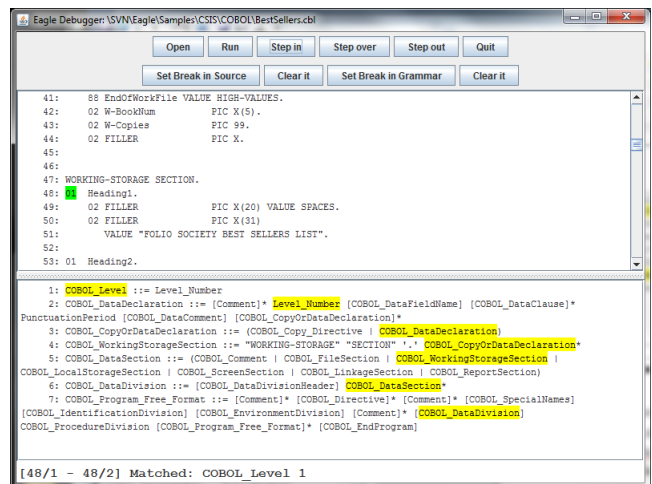 Eagle Debugger: \SVN\Eagle\Samples\CSIS\COBOL\BestSellers.cbl
Open Run Step in Step over Step out Quit
Set Break in Source Clear it Set Break in Grammar Clear it
41: 88 EndOfWorkFile VALUE HIGH-VALUES.
42: 02 W-BookNum PIC X(5).
43: 02 W-Copies PIC 99.
44: 02 FILLER PIC X.
45:
46:
47: WORKING-STORAGE SECTION.
48: 01 Heading1.
49: 02 FILLER PIC X(20) VALUE SPACES.
50: 02 FILLER PIC X(31)
51: VALUE "FOLIO SOCIETY BEST SELLERS LIST".
52:
53: 01 Heading2.
1: COBOL_Level ::= Level_Number
2: COBOL_DataDeclaration ::= [Comment]* Level_Number [COBOL_DataFieldName] [COBOL_DataClause]*
PunctuationPeriod [COBOL_DataComment] [COBOL_CopyOrDataDeclaration]*
3: COBOL_CopyOrDataDeclaration ::= (COBOL_Copy_Directive | COBOL_DataDeclaration)
4: COBOL_WorkingStorageSection ::= "WORKING-STORAGE" "SECTION" '.' COBOL_CopyOrDataDeclaration*
5: COBOL_DataSection ::= (COBOL_Comment | COBOL_FileSection | COBOL_WorkingStorageSection |
COBOL_LocalStorageSection | COBOL_ScreenSection | COBOL_LinkageSection | COBOL_ReportSection)
6: COBOL_DataDivision ::= [COBOL_DataDivisionHeader] COBOL_DataSection*
7: COBOL_Program_Free_Format ::= [Comment]* [COBOL_Directive]* [Comment]* [COBOL_SpecialNames]
[COBOL_IdentificationDivision] [COBOL_EnvironmentDivision] [Comment]* [COBOL_DataDivision]
COBOL_ProcedureDivision [COBOL_Program_Free_Format]* [COBOL_EndProgram]
[48/1 - 48/2] Matched: COBOL_Level 1